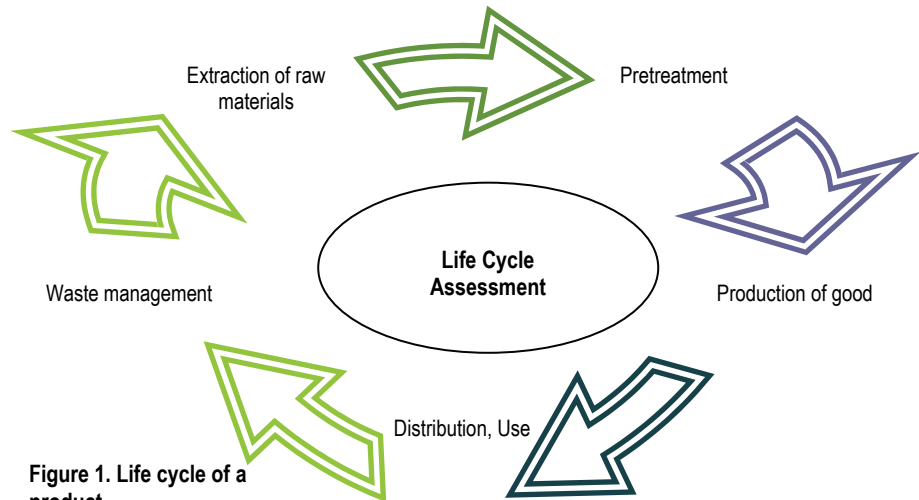 Extraction of raw
materials
Pretreatment
Life Cycle
Assessment
Waste management
Production of good
Distribution, Use
Figure 1. Life cycle of a
product